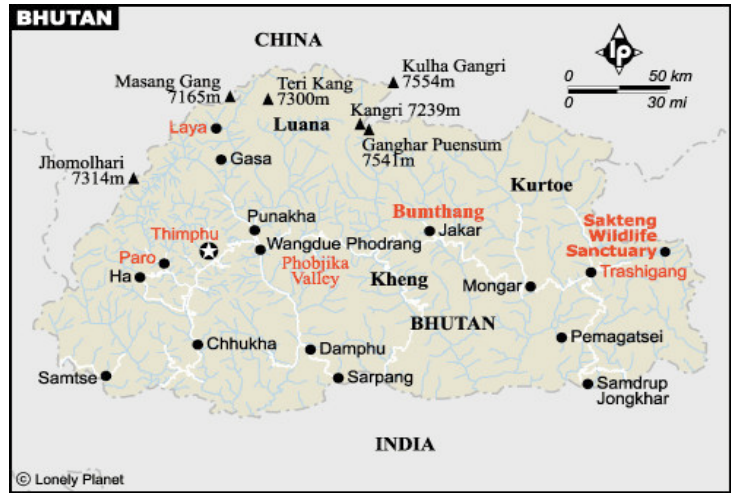 BHUTAN
CHINA
lp
Kulha Gangri
7554m
0 50 km
0 30 mi
Masang Gang
7165m
Teri Kang
7300m
Kangri 7239m
Laya
Luana
Ganghar Puensum
7541m
Gasa
Jhomolhari
7314m
Kurtoe
Punakha
Bumthang
Sakteng
Wildlife
Sanctuary
Thimphu
Jakar
Wangdue Phodrang
Paro
Phobjika
Valley
Ha
Kheng
Trashigang
Mongar
BHUTAN
Chhukha
Damphu
Pemagatsei
Samtse
Sarpang
Samdrup
Jongkhar
INDIA
© Lonely Planet